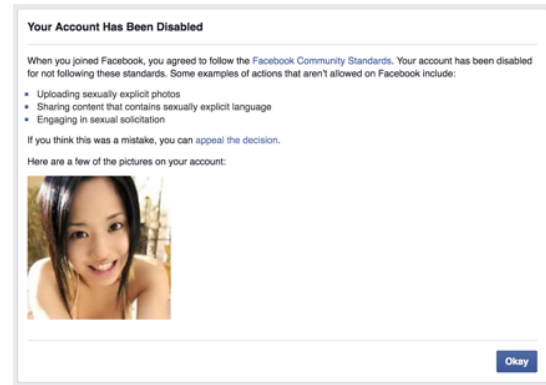 Your Account Has Been Disabled
When you joined Facebook, you agreed to follow the Facebook Community Standards. Your account has been disabled
for not following these standards. Some examples of actions that aren't allowed on Facebook include:
Uploading sexually explicit photos
Sharing content that contains sexually explicit language
Engaging in sexual solicitation
If you think this was a mistake, you can appeal the decision.
Here are a few of the pictures on your account:
Okay